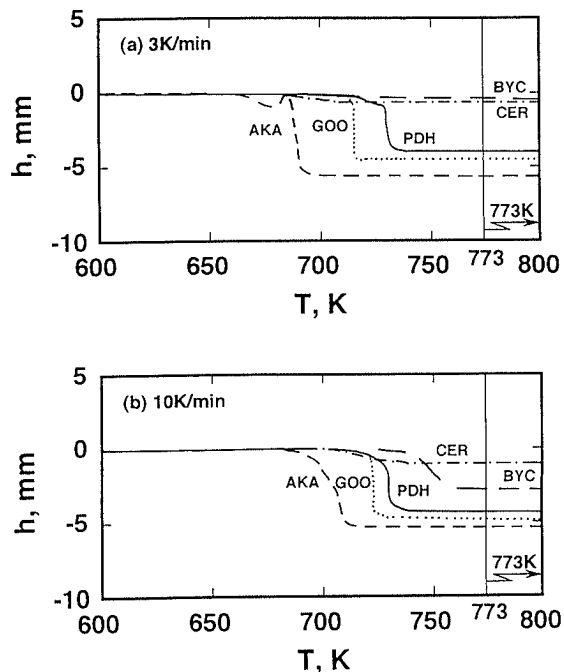 (a) 3K/min
5
0
-5
-10
h, mm
BYC
CER
AKA
GOO
PDH
773K
600
650
700
750
773
800
T, K
(b) 10K/min
5
0
-5
-10
h, mm
CER
BYC
AKA
GOO
PDH
773K
600
650
700
750
773
800
T, K